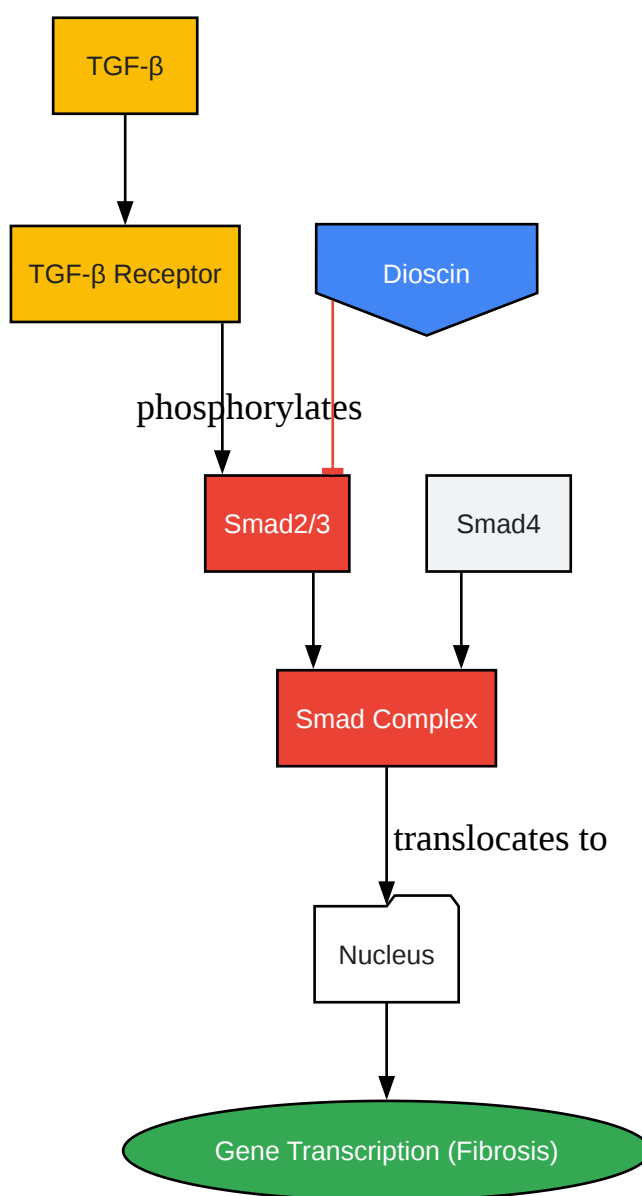 TGF-β
TGF-β Receptor
Dioscin
phosphorylates
Smad2/3
Smad4
Smad Complex
translocates to
Nucleus
Gene Transcription (Fibrosis)